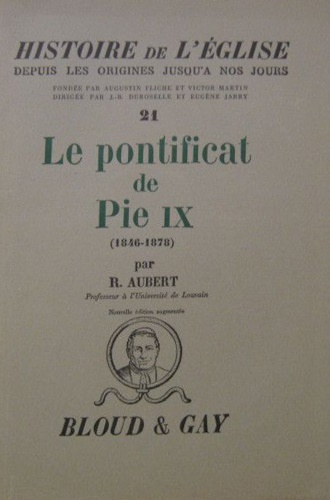 HISTOIRE DE L'ÉGLISE
DEPUIS LES ORIGINES JUSQU'A NOS JOURS
FONDÉE PAR AUGUSTIN FLICHE ET VICTOR MARTIN
DIRIGÉE PAR J.-B. DUROSELLE ET EUGÈNE JARRY
21
Le pontificat
de
Pie IX
(1846-1878)
par
R. AUBERT
Professeur à l'Université de Louvain
Nouvelle édition augmentée
BLOUD & GAY